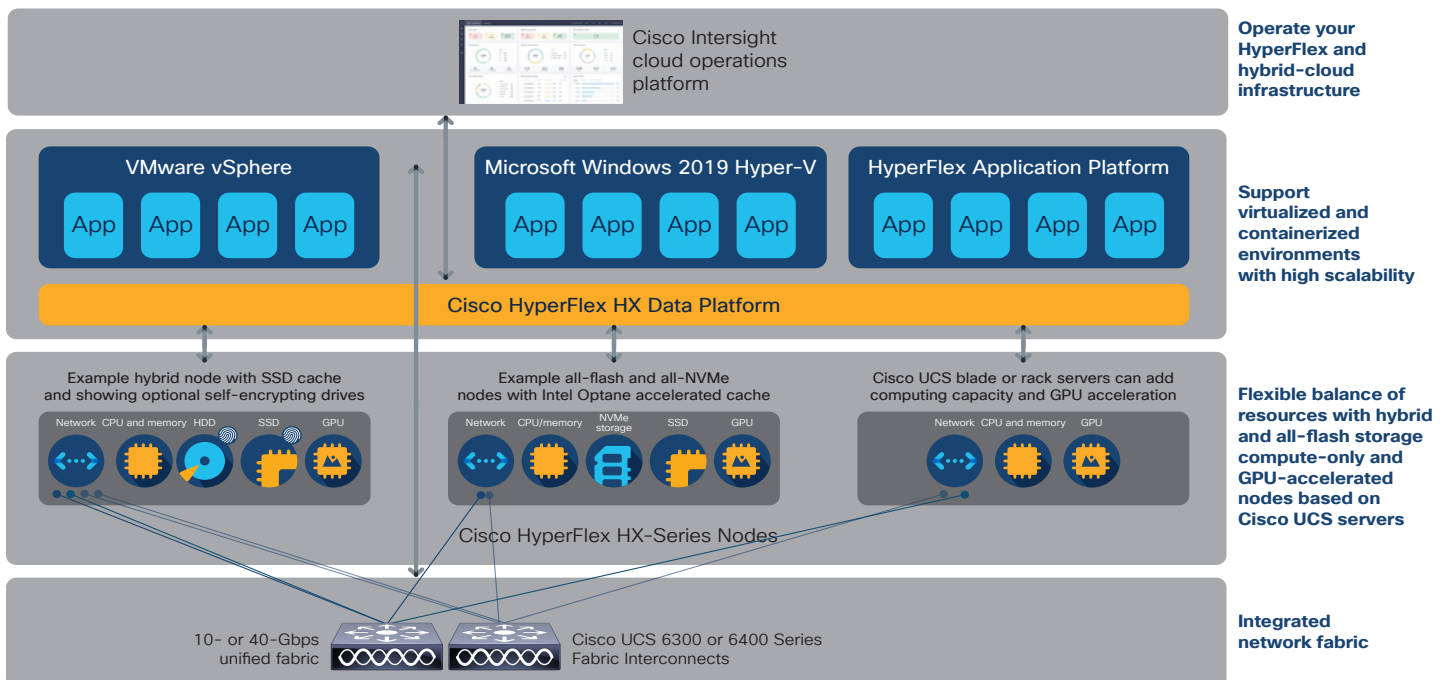 Cisco Intersight
cloud operations
platform
Operate your
HyperFlex and
hybrid-cloud
infrastructure
VMware vSphere
App App App App
Microsoft Windows 2019 Hyper-V
App App App App
HyperFlex Application Platform
App App App App
Cisco HyperFlex HX Data Platform
Support
virtualized and
containerized
environments
with high scalability
Example hybrid node with SSD cache
and showing optional self-encrypting drives
Network CPU and memory HDD SSD GPU
Example all-flash and all-NVMe
nodes with Intel Optane accelerated cache
Network CPU/memory NVMe
storage SSD GPU
Cisco UCS blade or rack servers can add
computing capacity and GPU acceleration
Network CPU and memory GPU
Cisco HyperFlex HX-Series Nodes
Flexible balance of
resources with hybrid
and all-flash storage
compute-only and
GPU-accelerated
nodes based on
Cisco UCS servers
10- or 40-Gbps
unified fabric
Cisco UCS 6300 or 6400 Series
Fabric Interconnects
Integrated
network fabric